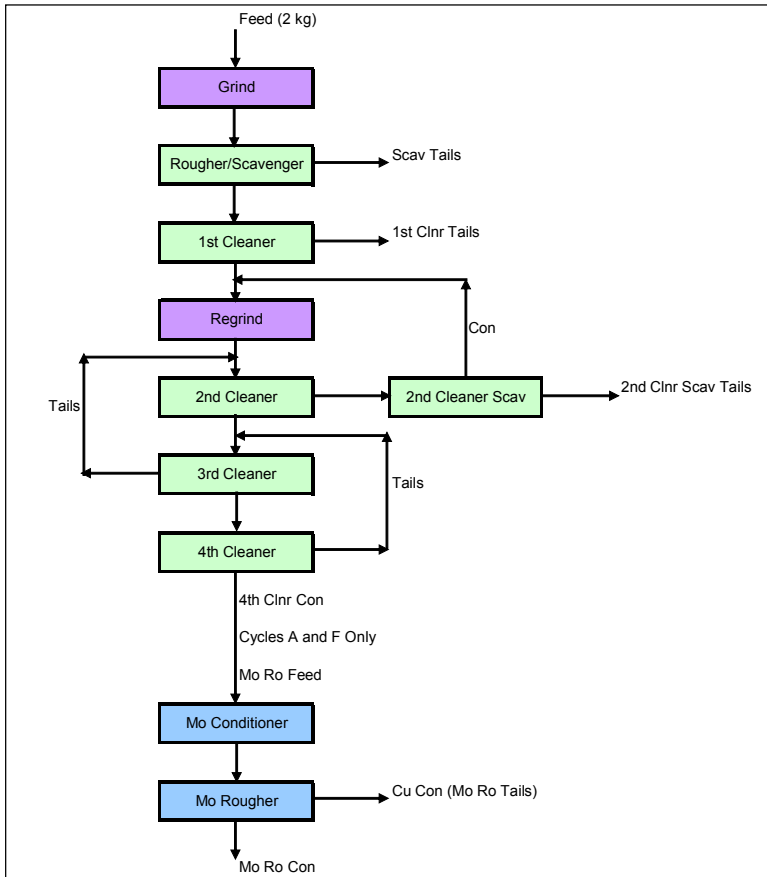 Feed (2 kg)
Grind
Rougher/Scavenger
Scav Tails
1st Cleaner
1st Clnr Tails
Regrind
Con
2nd Cleaner
2nd Cleaner Scav
2nd Clnr Scav Tails
Tails
3rd Cleaner
Tails
4th Cleaner
4th Clnr Con
Cycles A and F Only
Mo Ro Feed
Mo Conditioner
Mo Rougher
Cu Con (Mo Ro Tails)
Mo Ro Con